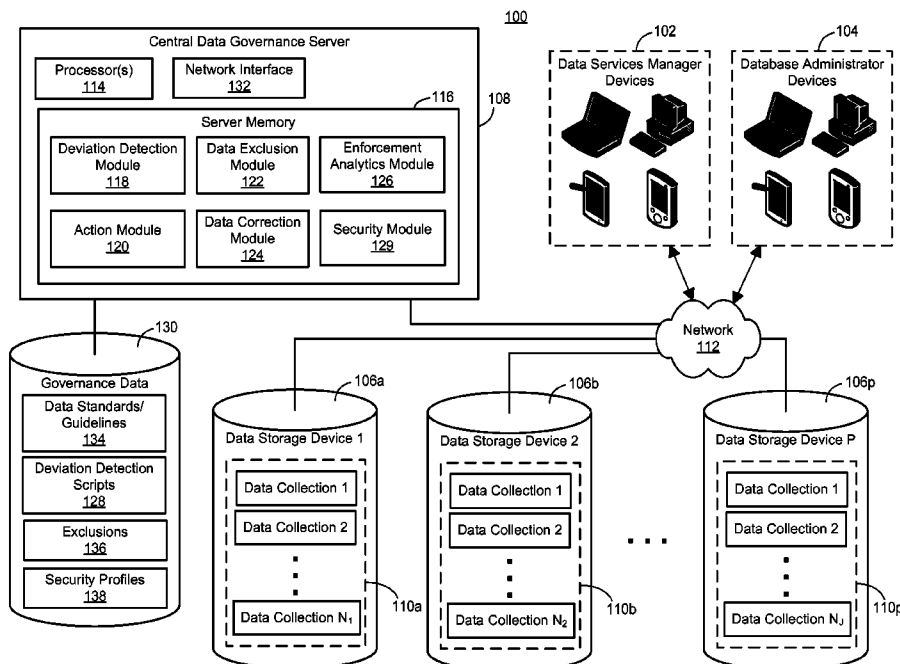 100
Central Data Governance Server
Processor(s)
114
Network Interface
132
116
108
Server Memory
Deviation Detection
Module
118
Data Exclusion
Module
122
Enforcement
Analytics Module
126
Action Module
120
Data Correction
Module
124
Security Module
129
102
Data Services Manager
Devices
104
Database Administrator
Devices
Network
112
130
Governance Data
Data Standards/
Guidelines
134
Deviation Detection
Scripts
128
Exclusions
136
Security Profiles
138
106a
Data Storage Device 1
Data Collection 1
Data Collection 2
Data Collection N₁
110a
106b
Data Storage Device 2
Data Collection 1
Data Collection 2
Data Collection N₂
110b
106p
Data Storage Device P
Data Collection 1
Data Collection 2
Data Collection NJ
110p